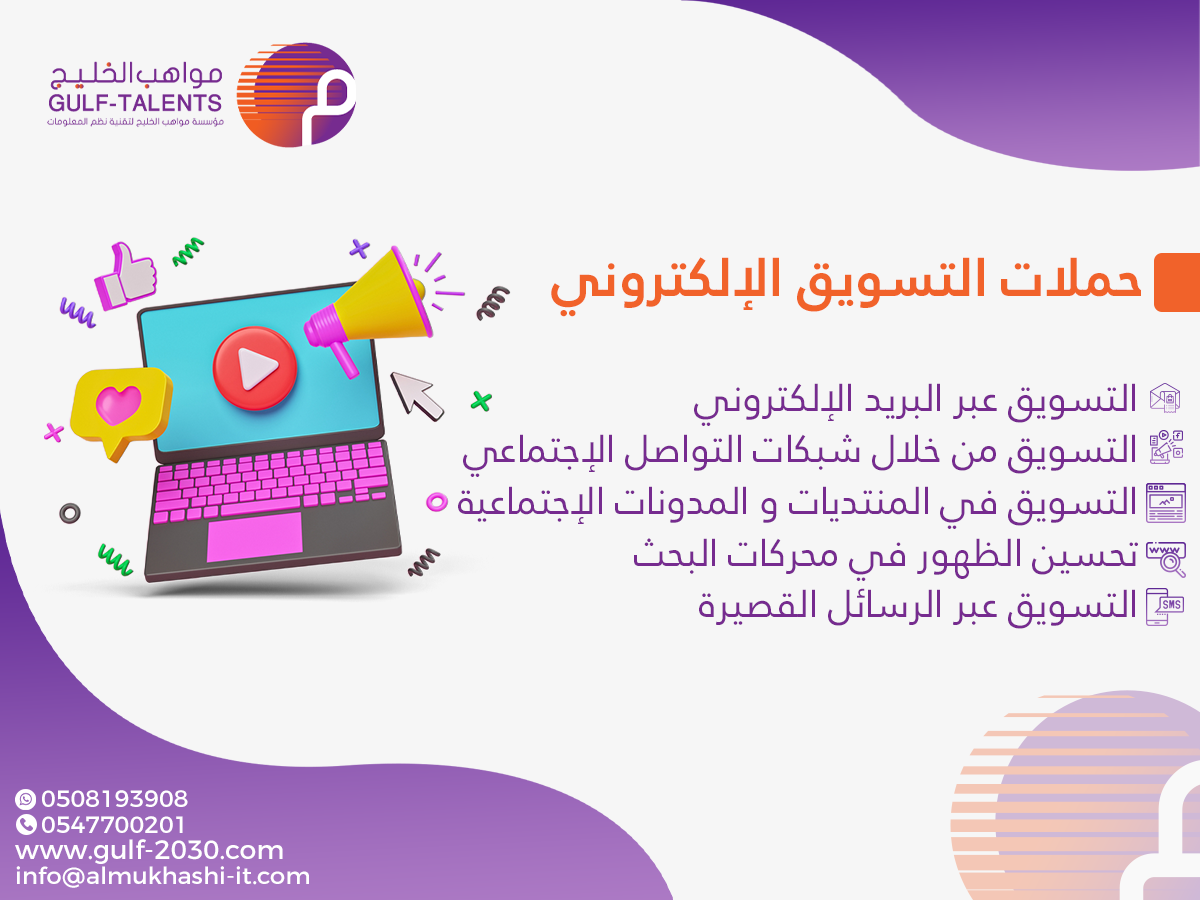 مواهب الخليج
GULF-TALENTS
مؤسسة مواهب الخليج لتقنية نظم المعلومات
حملات التسويق الإلكتروني
التسويق عبر البريد الإلكتروني
التسويق من خلال شبكات التواصل الإجتماعي
التسويق في المنتديات و المدونات الإجتماعية
www
تحسين الظهور في محركات البحث
SMS
التسويق عبر الرسائل القصيرة
0508193908
0547700201
www.gulf-2030.com
info@almukhashi-it.com